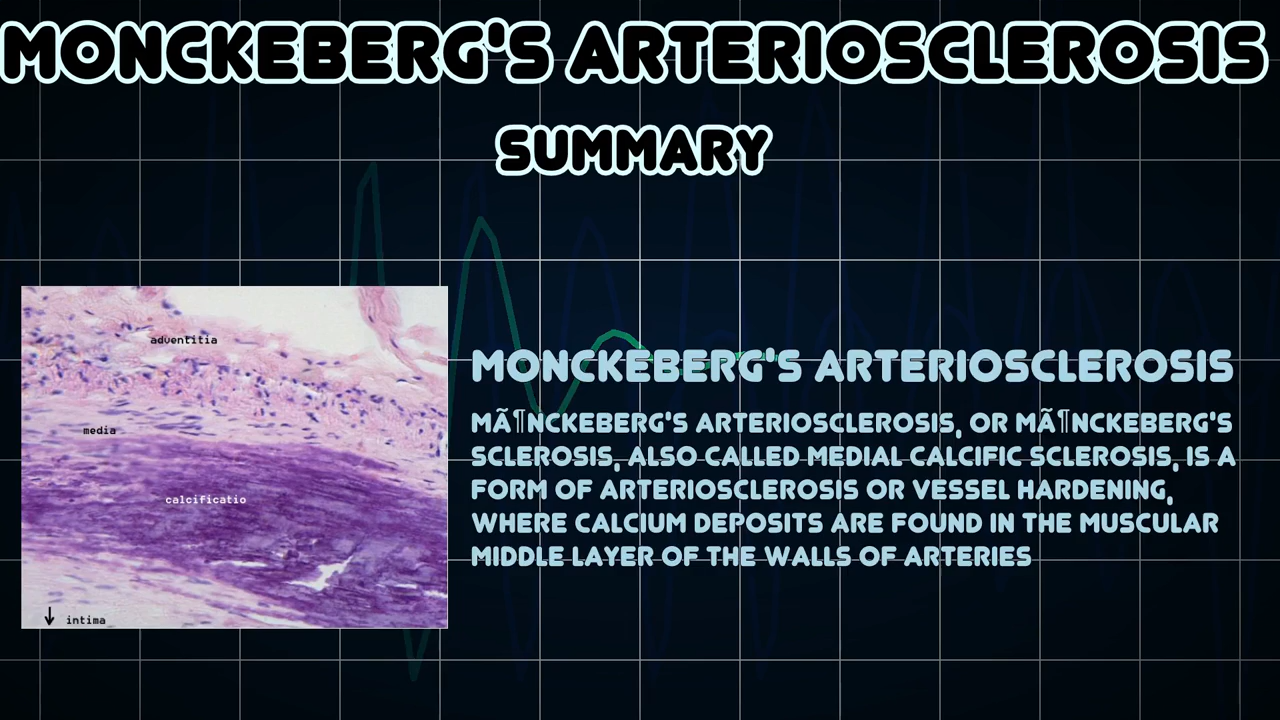 MONCKEBERG'S ARTERIOSCLEROSIS
SUMMARY
adventitia
media
calcificatio
intima
MONCKEBERG'S ARTERIOSCLEROSIS
MÃ¶NCKEBERG'S ARTERIOSCLEROSIS, OR MÃ¶NCKEBERG'S
SCLEROSIS, ALSO CALLED MEDIAL CALCIFIC SCLEROSIS, IS A
FORM OF ARTERIOSCLEROSIS OR VESSEL HARDENING,
WHERE CALCIUM DEPOSITS ARE FOUND IN THE MUSCULAR
MIDDLE LAYER OF THE WALLS OF ARTERIES